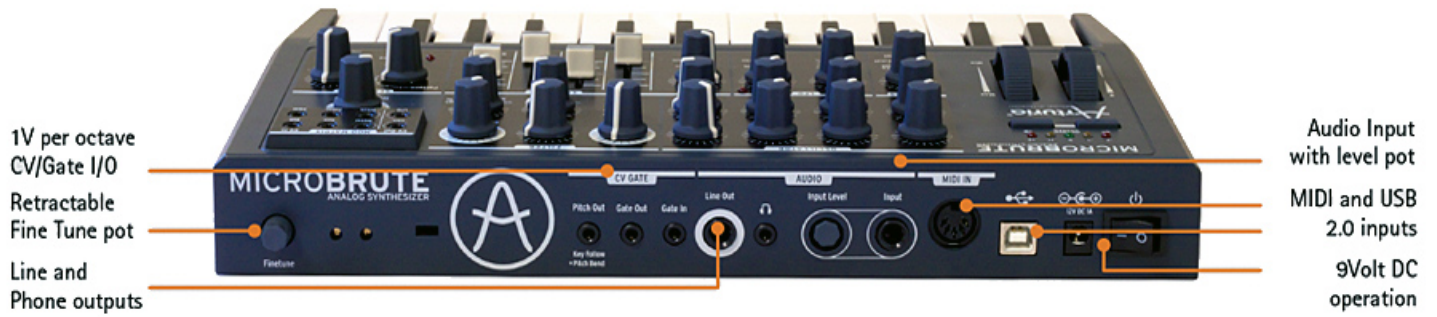 1V per octave
CV/Gate I/O
Retractable
Fine Tune pot
Line and
Phone outputs
Audio Input
with level pot
MIDI and USB
2.0 inputs
9Volt DC
operation
Arturia
MICROBRUTE
MICROBRUTE
ANALOG SYNTHESIZER
CV GATE
AUDIO
MIDI IN
Pitch Out
Gate Out
Gate In
Line Out
Input Level
Input
12V DC 1A
Key Follow
+Pitch Bend
Finetune